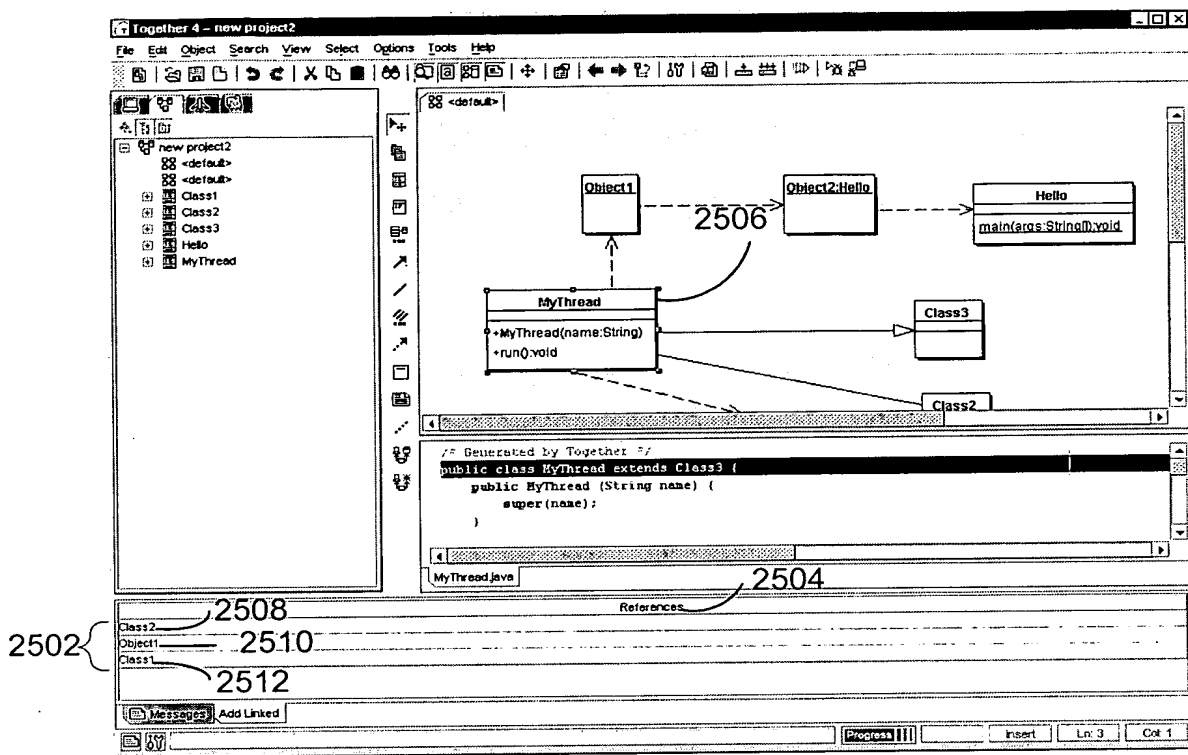 Together 4 – new project2
File Edit Object Search View Select Options Tools Help
<default>
new project2
<default>
<default>
Class1
Class2
Class3
Hello
MyThread
Object1
Object2:Hello
Hello
main(args:String[]):void
2506
MyThread
+MyThread(name:String)
+run():void
Class3
Class2
/* Generated by Together */
public class MyThread extends Class3 {
public MyThread (String name) {
super(name);
}
MyThread.java
2504
References
2508
Class2
2502
Object1
2510
Class1
2512
Messages Add Linked
Progress Insert Ln: 3 Col: 1